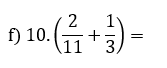 f) 10.(2/11 + 1/3) =